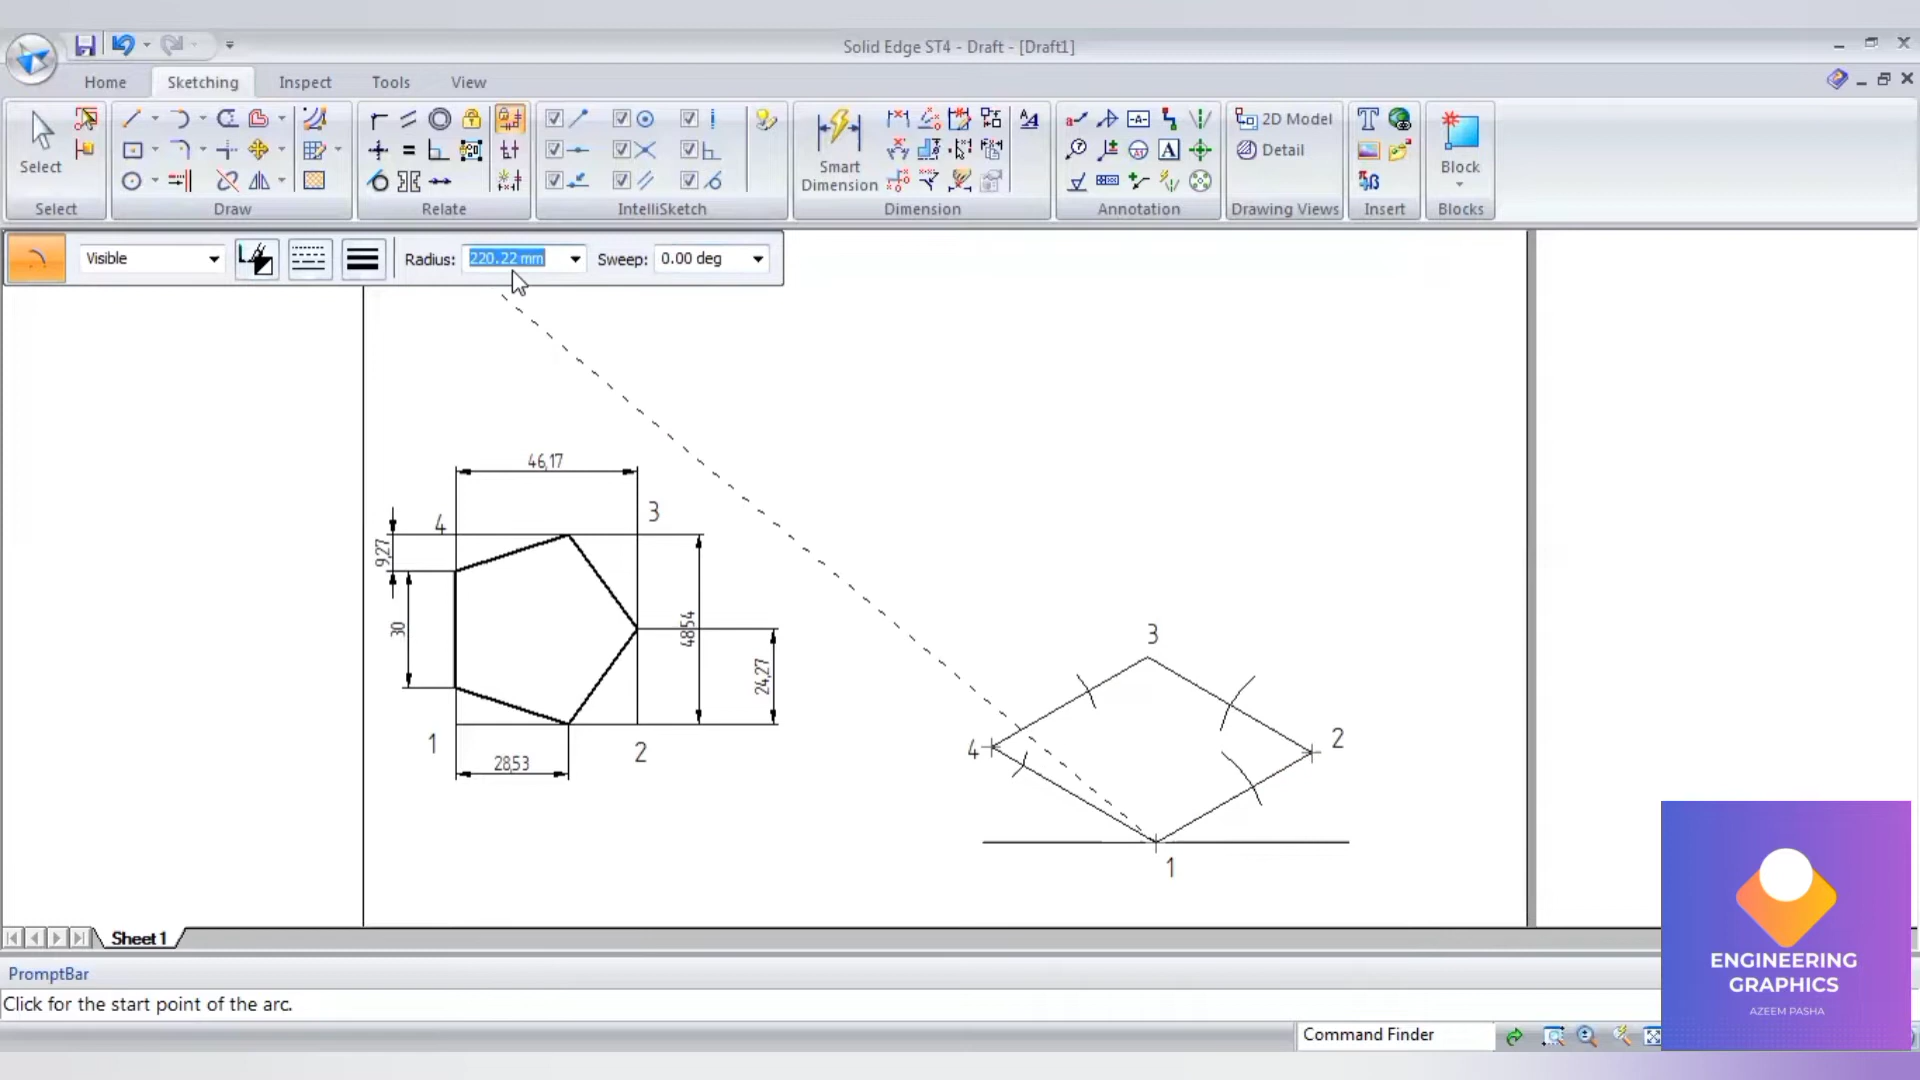 Solid Edge ST4 - Draft - [Draft1]
Home Sketching Inspect Tools View
Select
Smart Dimension
2D Model
Detail
Block
Select Draw Relate IntelliSketch Dimension Annotation Drawing Views Insert Blocks
Visible Radius: 220.22 mm Sweep: 0.00 deg
46,17
4
3
9,27
30
48,54
24,27
1
2
28,53
3
4
2
1
Sheet1
PromptBar
Click for the start point of the arc.
Command Finder
ENGINEERING
GRAPHICS
AZEEM PASHA